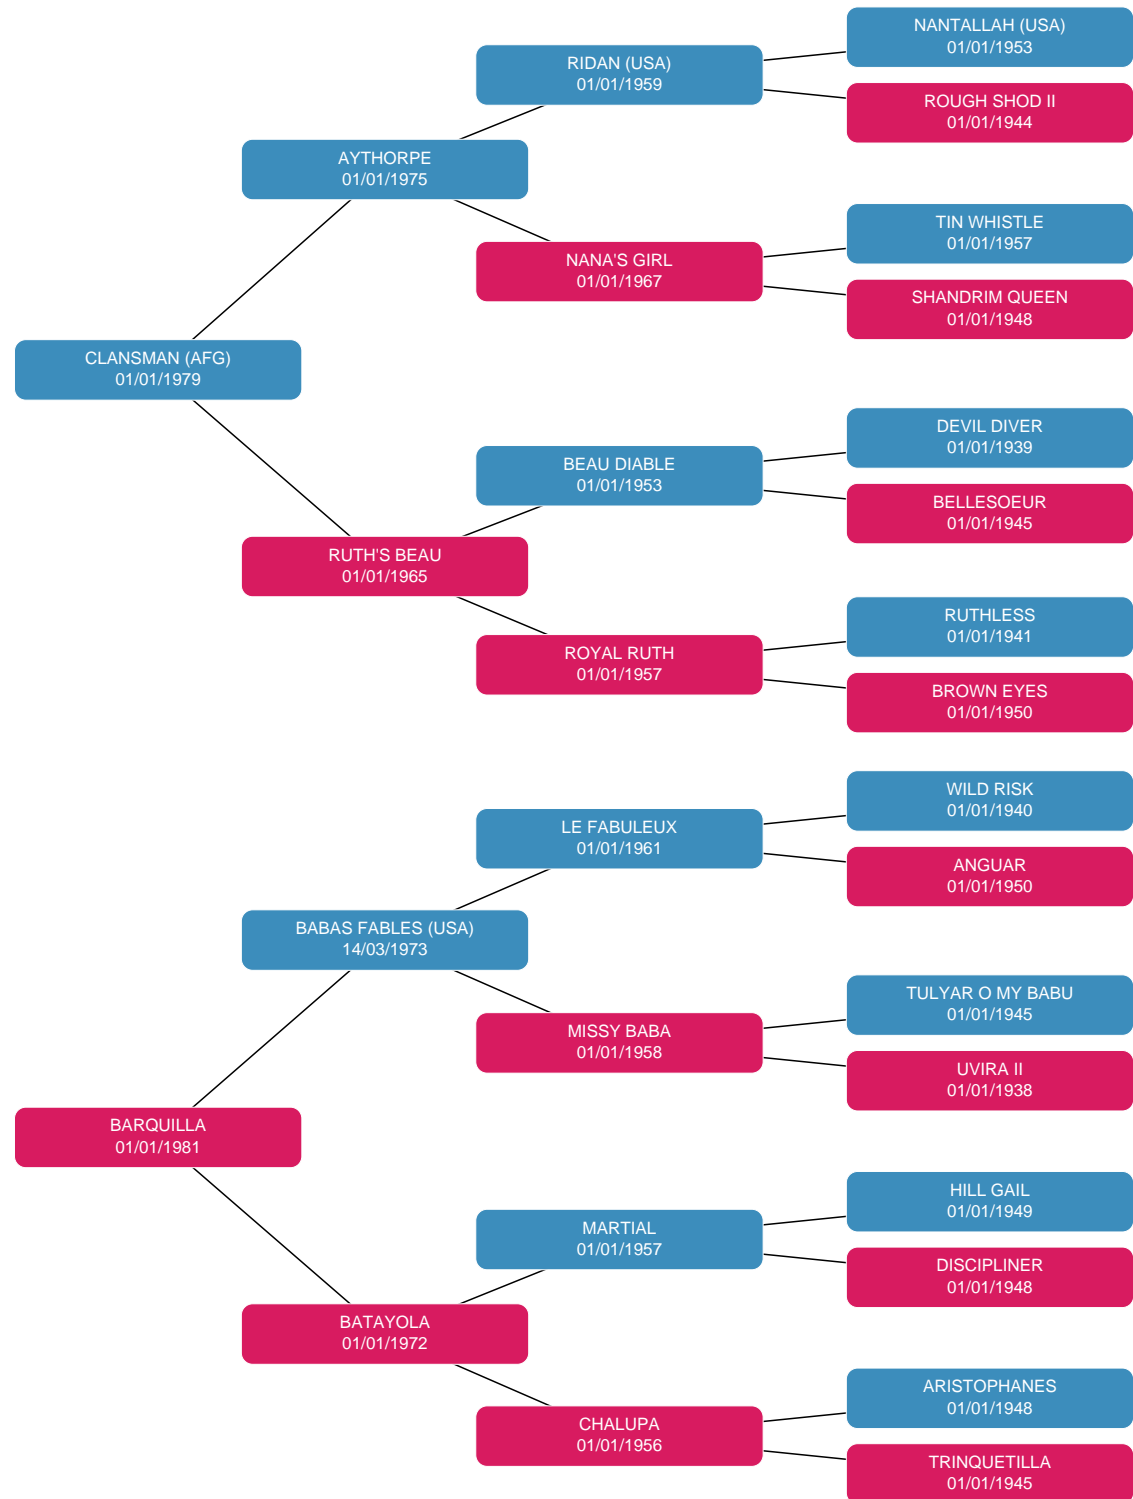 NANTALLAH (USA)
01/01/1953
RIDAN (USA)
01/01/1959
ROUGH SHOD II
01/01/1944
AYTHORPE
01/01/1975
TIN WHISTLE
01/01/1957
NANA'S GIRL
01/01/1967
SHANDRIM QUEEN
01/01/1948
CLANSMAN (AFG)
01/01/1979
DEVIL DIVER
01/01/1939
BEAU DIABLE
01/01/1953
BELLESOEUR
01/01/1945
RUTH'S BEAU
01/01/1965
RUTHLESS
01/01/1941
ROYAL RUTH
01/01/1957
BROWN EYES
01/01/1950
WILD RISK
01/01/1940
LE FABULEUX
01/01/1961
ANGUAR
01/01/1950
BABAS FABLES (USA)
14/03/1973
TULYAR O MY BABU
01/01/1945
MISSY BABA
01/01/1958
UVIRA II
01/01/1938
BARQUILLA
01/01/1981
HILL GAIL
01/01/1949
MARTIAL
01/01/1957
DISCIPLINER
01/01/1948
BATAYOLA
01/01/1972
ARISTOPHANES
01/01/1948
CHALUPA
01/01/1956
TRINQUETILLA
01/01/1945